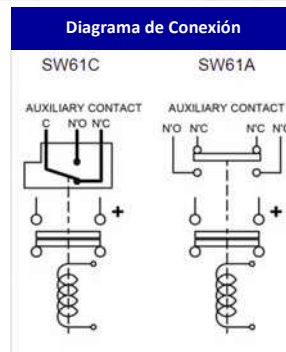 Diagrama de Conexión
SW61C SW61A
AUXILIARY CONTACT AUXILIARY CONTACT
C N'O N'C N'O N'C N'C N'O
+ +